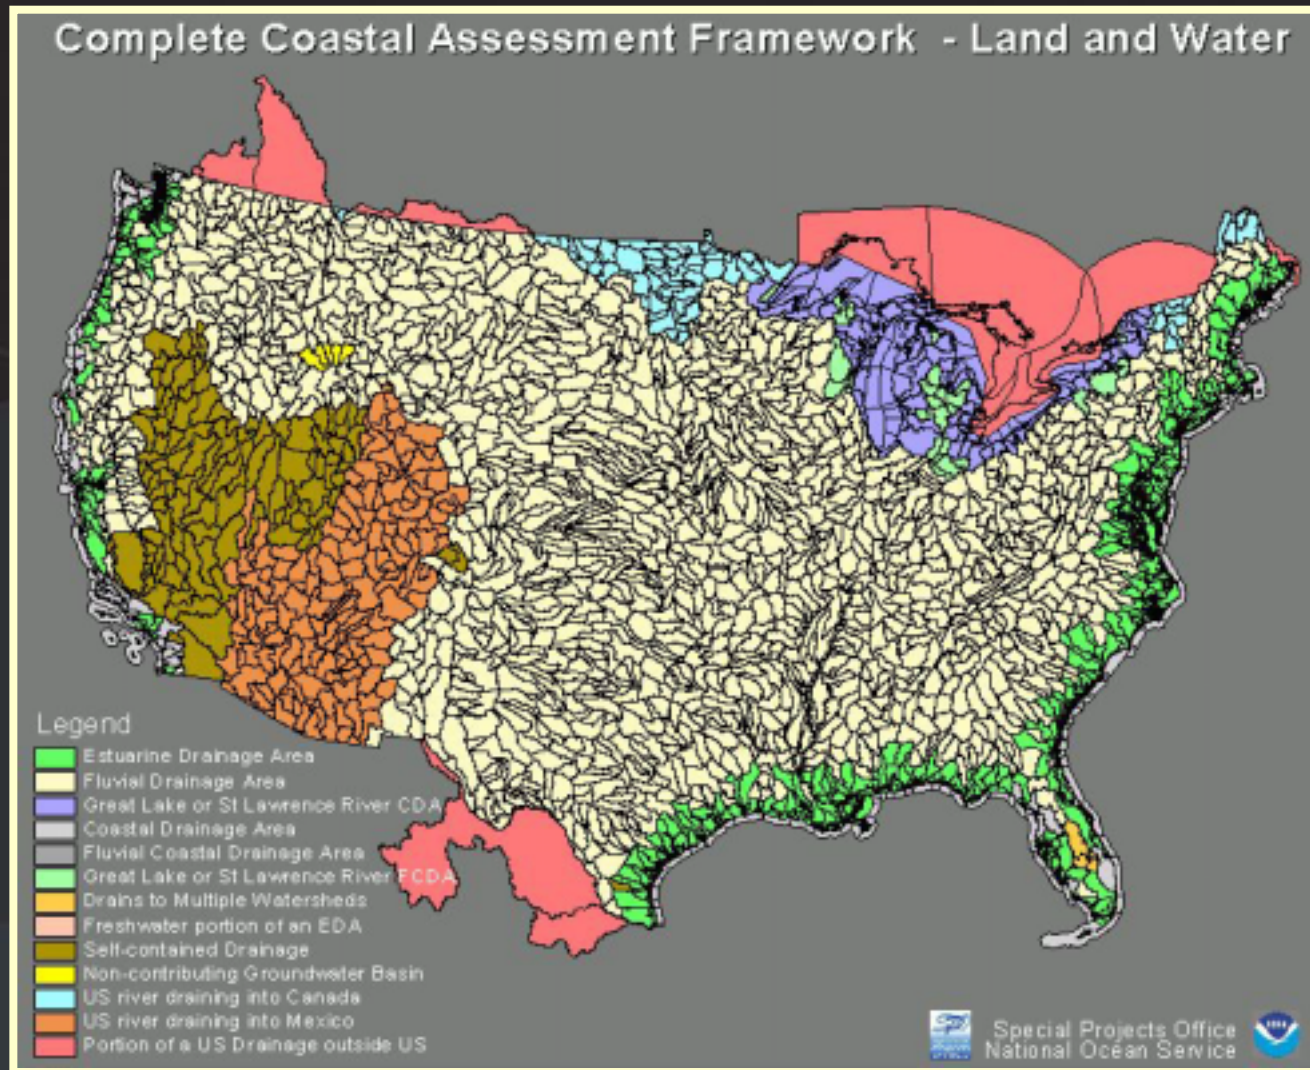 Complete Coastal Assessment Framework - Land and Water
Legend
Estuarine Drainage Area
Fluvial Drainage Area
Great Lake or St Lawrence River CDA
Coastal Drainage Area
Fluvial Coastal Drainage Area
Great Lake or St Lawrence River FCDA
Drains to Multiple Watersheds
Freshwater portion of an EDA
Self-contained Drainage
Non-contributing Groundwater Basin
US river draining into Canada
US river draining into Mexico
Portion of a US Drainage outside US
Special Projects Office
National Ocean Service